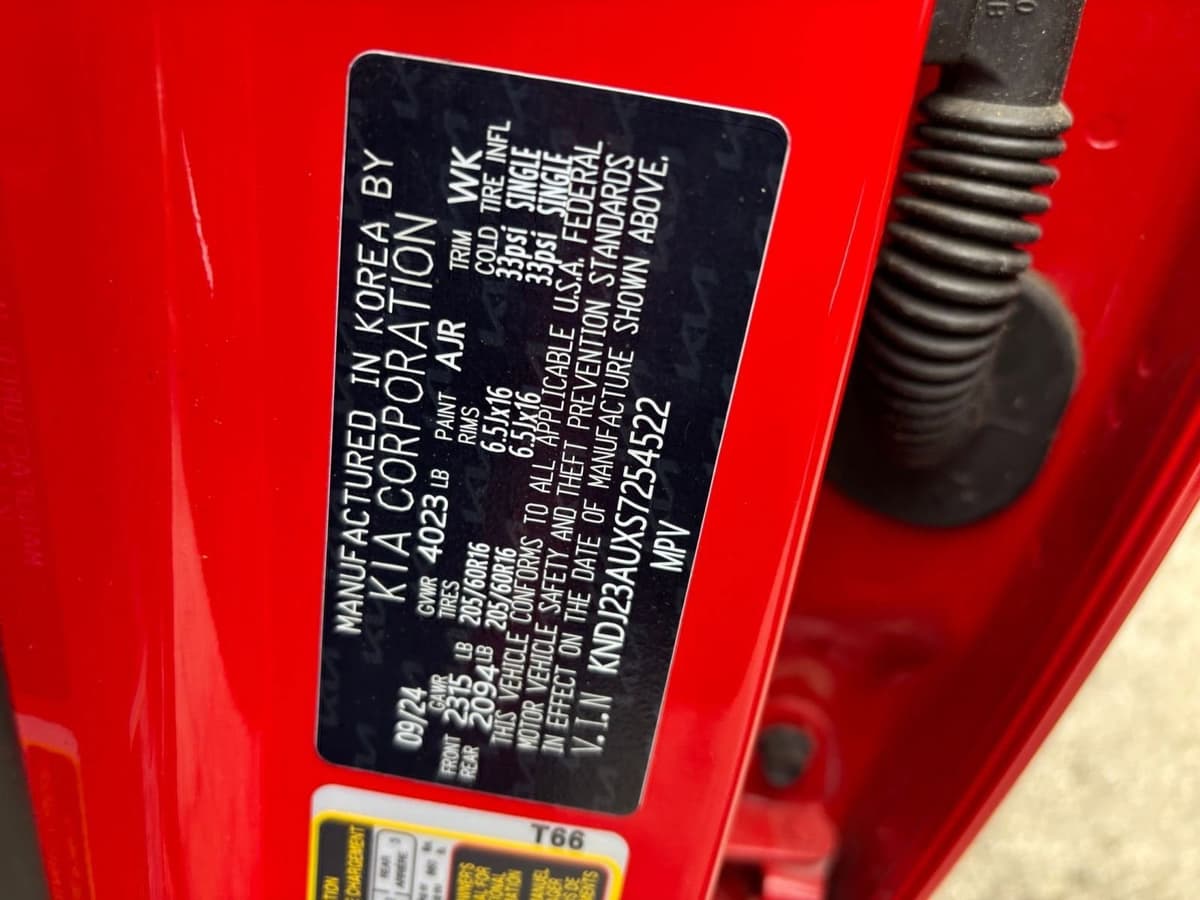 MANUFACTURED IN KOREA BY
KIA CORPORATION
09/24 GVWR 4023 LB PAINT AJR TRIM WK
GAWR TIRES RIMS COLD TIRE INFL
FRONT 2315 LB 205/60R16 6.5Jx16 33psi SINGLE
REAR 2094 LB 205/60R16 6.5Jx16 33psi SINGLE
THIS VEHICLE CONFORMS TO ALL APPLICABLE U.S.A. FEDERAL
MOTOR VEHICLE SAFETY AND THEFT PREVENTION STANDARDS
IN EFFECT ON THE DATE OF MANUFACTURE SHOWN ABOVE.
V.I.N KNDJ23AUXS7254522
MPV
T66
REAR
ARRIERE